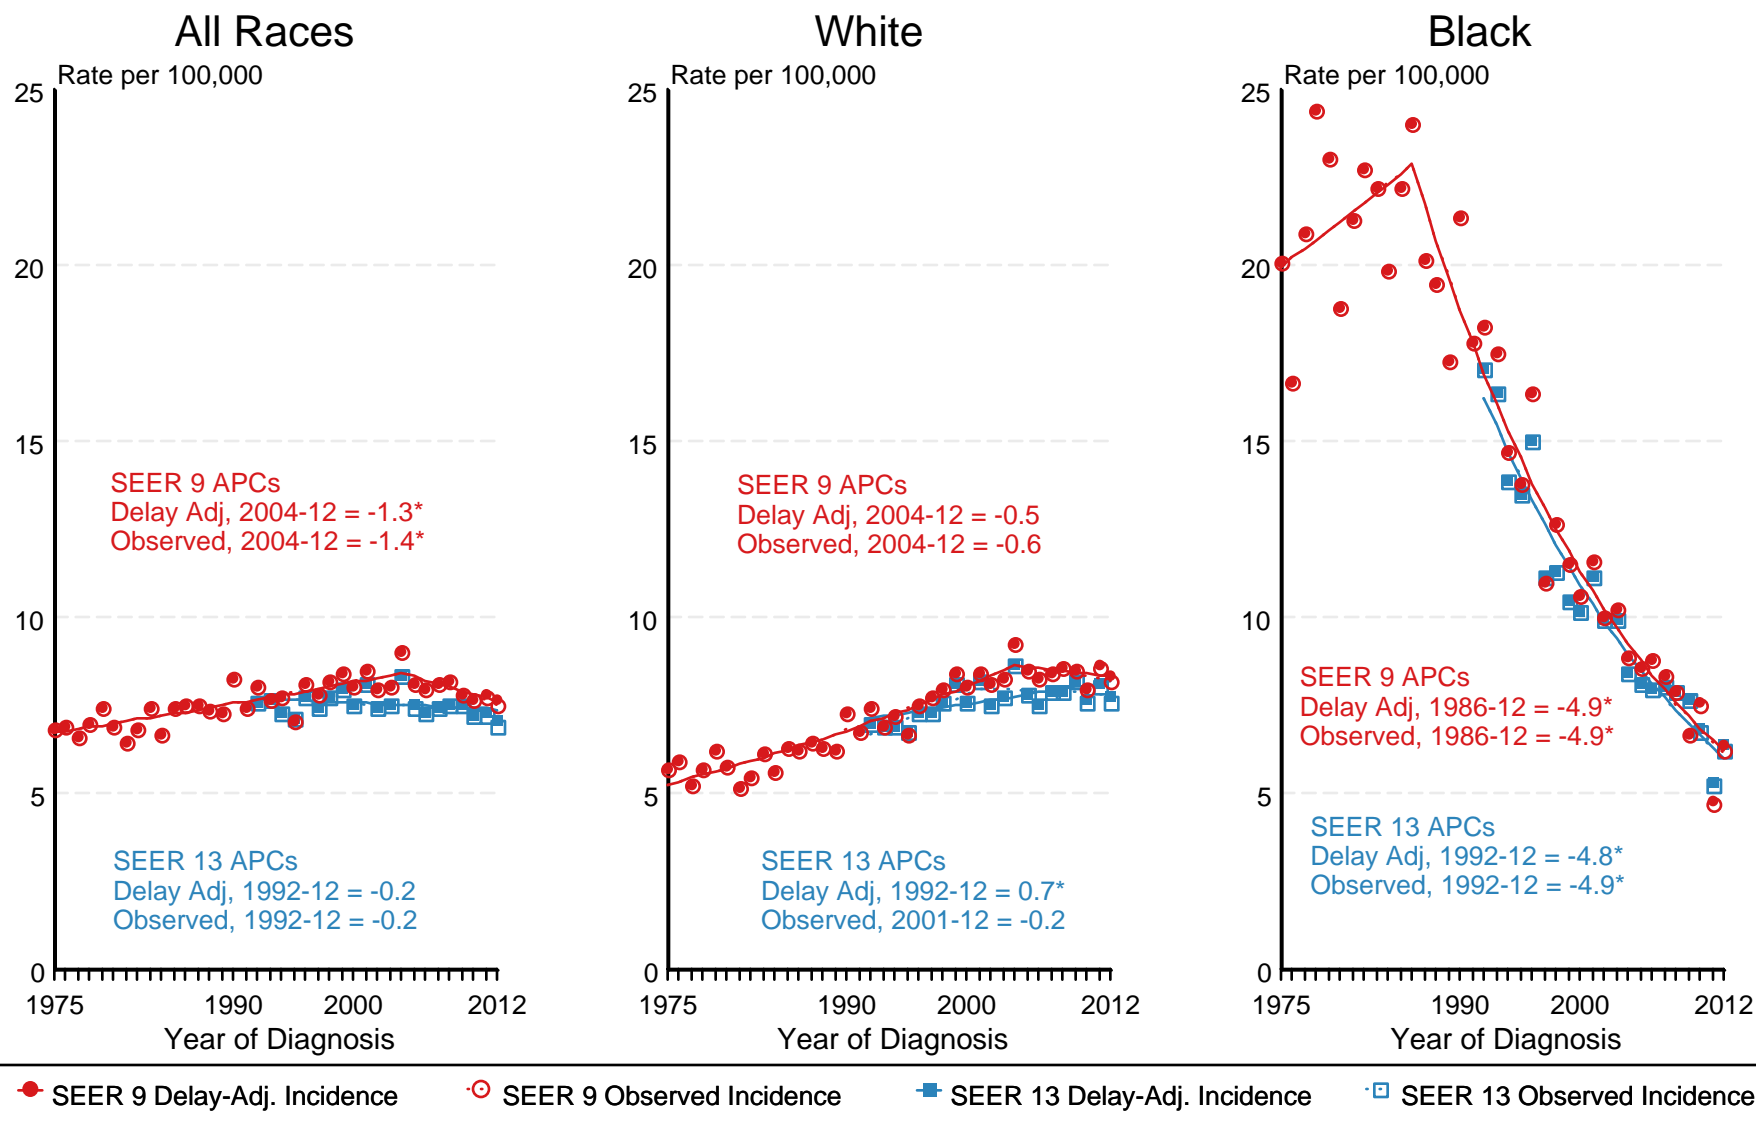 All Races
Rate per 100,000
25
20
15
10
5
0
SEER 9 APCs
Delay Adj, 2004-12 = -1.3*
Observed, 2004-12 = -1.4*
SEER 13 APCs
Delay Adj, 1992-12 = -0.2
Observed, 1992-12 = -0.2
1975 1990 2000 2012
Year of Diagnosis
White
Rate per 100,000
25
20
15
10
5
0
SEER 9 APCs
Delay Adj, 2004-12 = -0.5
Observed, 2004-12 = -0.6
SEER 13 APCs
Delay Adj, 1992-12 = 0.7*
Observed, 2001-12 = -0.2
1975 1990 2000 2012
Year of Diagnosis
Black
Rate per 100,000
25
20
15
10
5
0
SEER 9 APCs
Delay Adj, 1986-12 = -4.9*
Observed, 1986-12 = -4.9*
SEER 13 APCs
Delay Adj, 1992-12 = -4.8*
Observed, 1992-12 = -4.9*
1975 1990 2000 2012
Year of Diagnosis
SEER 9 Delay-Adj. Incidence
SEER 9 Observed Incidence
SEER 13 Delay-Adj. Incidence
SEER 13 Observed Incidence